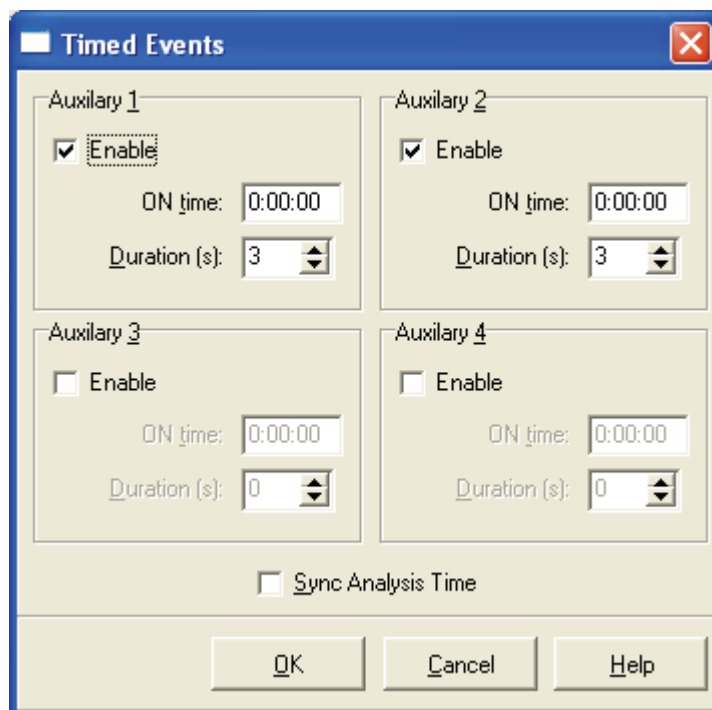 Timed Events
Auxilary 1
Enable
ON time: 0:00:00
Duration (s): 3
Auxilary 2
Enable
ON time: 0:00:00
Duration (s): 3
Auxilary 3
Enable
ON time: 0:00:00
Duration (s): 0
Auxilary 4
Enable
ON time: 0:00:00
Duration (s): 0
Sync Analysis Time
OK Cancel Help